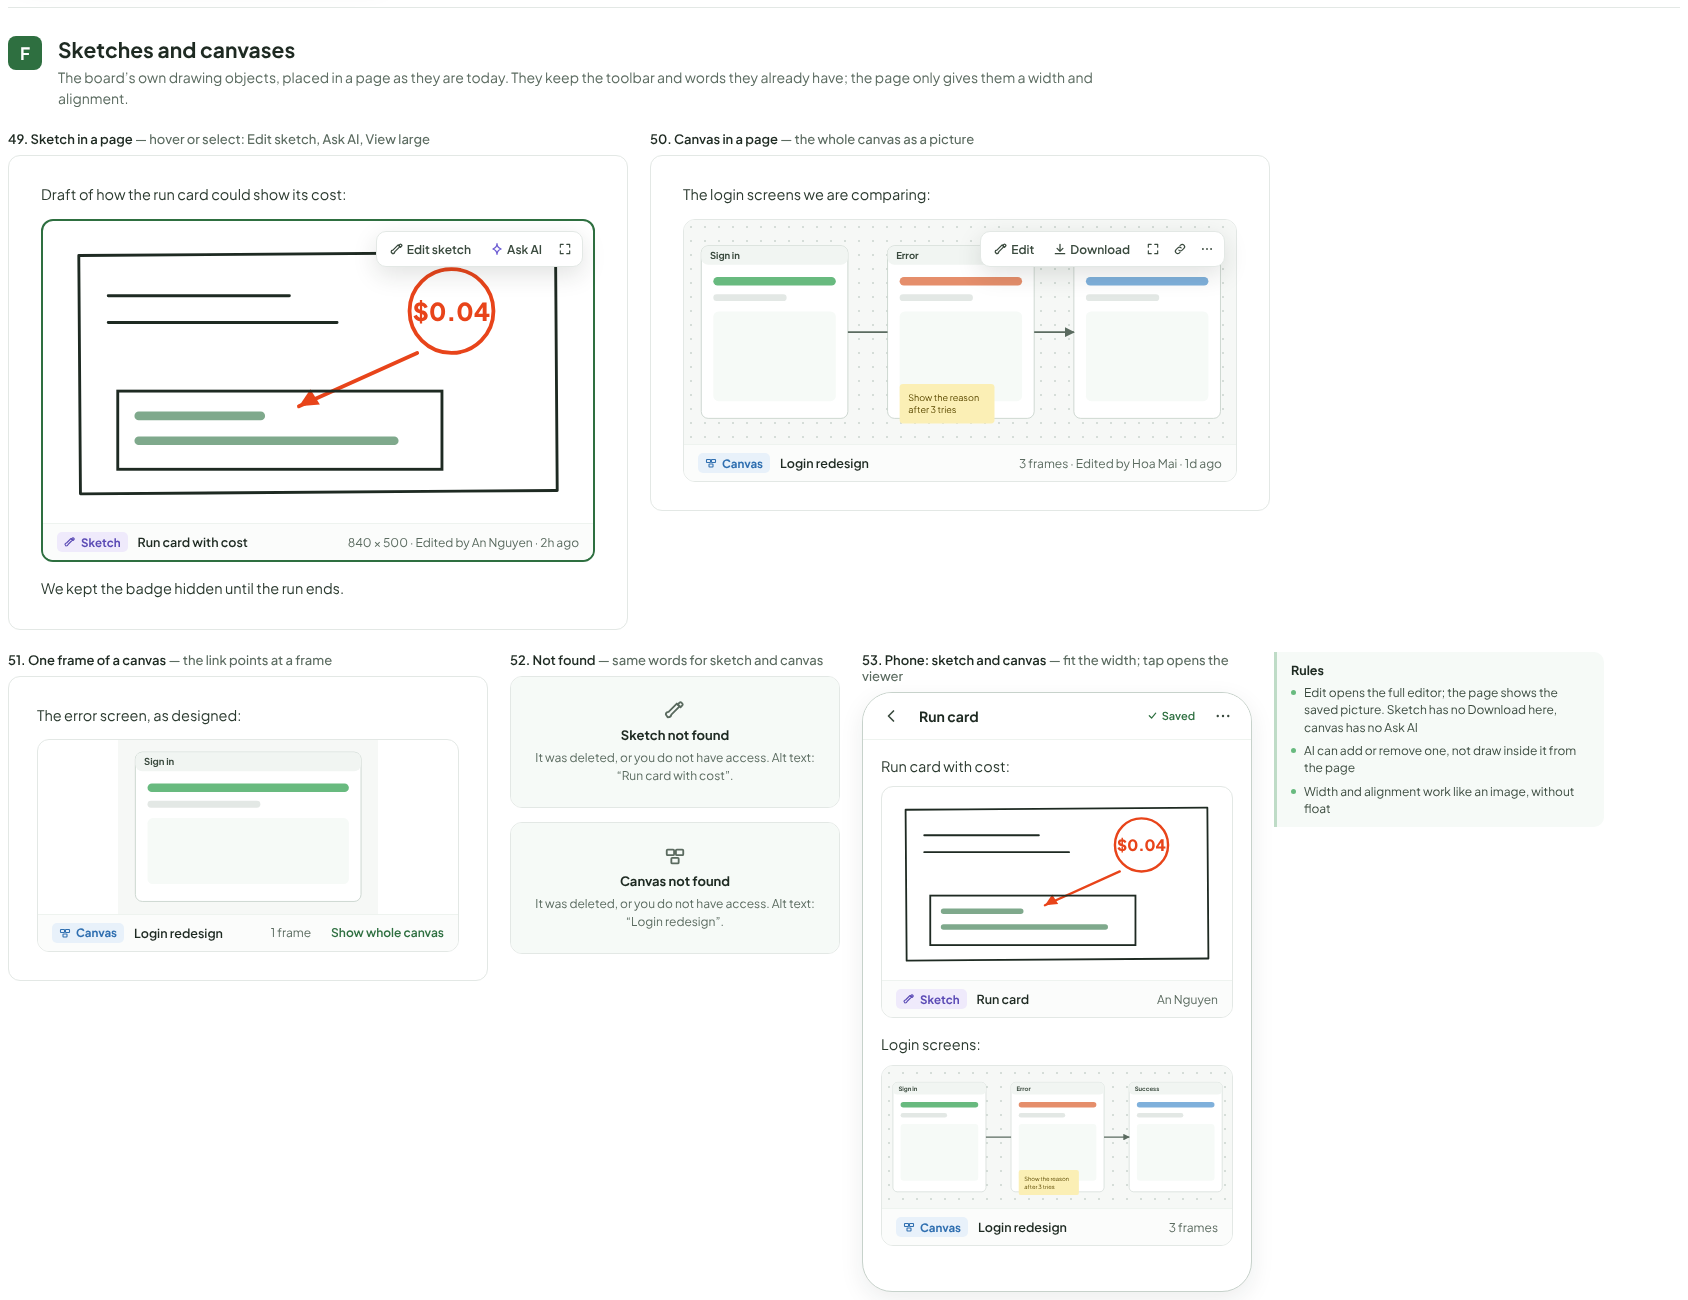 F
Sketches and canvases
The board's own drawing objects, placed in a page as they are today. They keep the toolbar and words they already have; the page only gives them a width and
alignment.
49. Sketch in a page — hover or select: Edit sketch, Ask AI, View large
Draft of how the run card could show its cost:
Edit sketch Ask AI
$0.04
Sketch Run card with cost 840 × 500 · Edited by An Nguyen · 2h ago
We kept the badge hidden until the run ends.
50. Canvas in a page — the whole canvas as a picture
The login screens we are comparing:
Edit Download
Sign in Error
Show the reason
after 3 tries
Canvas Login redesign 3 frames · Edited by Hoa Mai · 1d ago
51. One frame of a canvas — the link points at a frame
The error screen, as designed:
Sign in
Canvas Login redesign 1 frame Show whole canvas
52. Not found — same words for sketch and canvas
Sketch not found
It was deleted, or you do not have access. Alt text:
“Run card with cost”.
Canvas not found
It was deleted, or you do not have access. Alt text:
“Login redesign”.
53. Phone: sketch and canvas — fit the width; tap opens the
viewer
Run card Saved
Run card with cost:
$0.04
Sketch Run card An Nguyen
Login screens:
Sign in Error Success
Show the reason
after 3 tries
Canvas Login redesign 3 frames
Rules
Edit opens the full editor; the page shows the
saved picture. Sketch has no Download here,
canvas has no Ask AI
AI can add or remove one, not draw inside it from
the page
Width and alignment work like an image, without
float